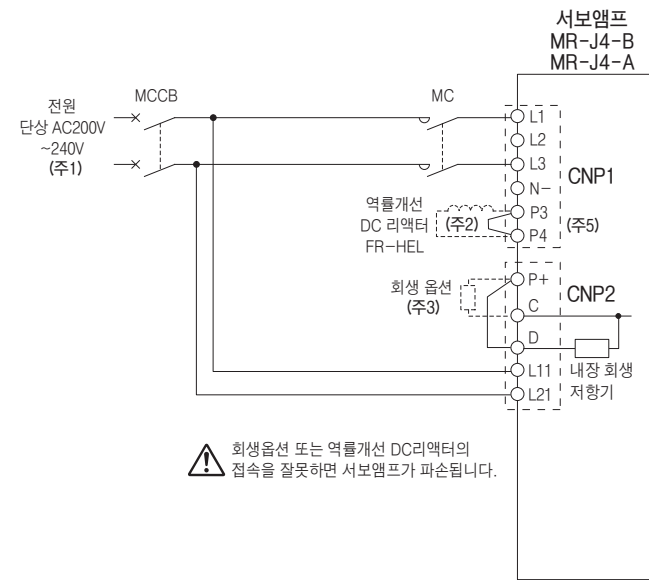 서보앰프
MR-J4-B
MR-J4-A
MCCB
MC
전원
단상 AC200V
~240V
(주1)
L1
L2
L3
N-
P3
P4
CNP1
(주5)
역률개선
DC 리액터
FR-HEL
(주2)
회생 옵션
(주3)
P+
C
D
L11
L21
CNP2
내장 회생
저항기
회생옵션 또는 역률개선 DC리액터의
접속을 잘못하면 서보앰프가 파손됩니다.